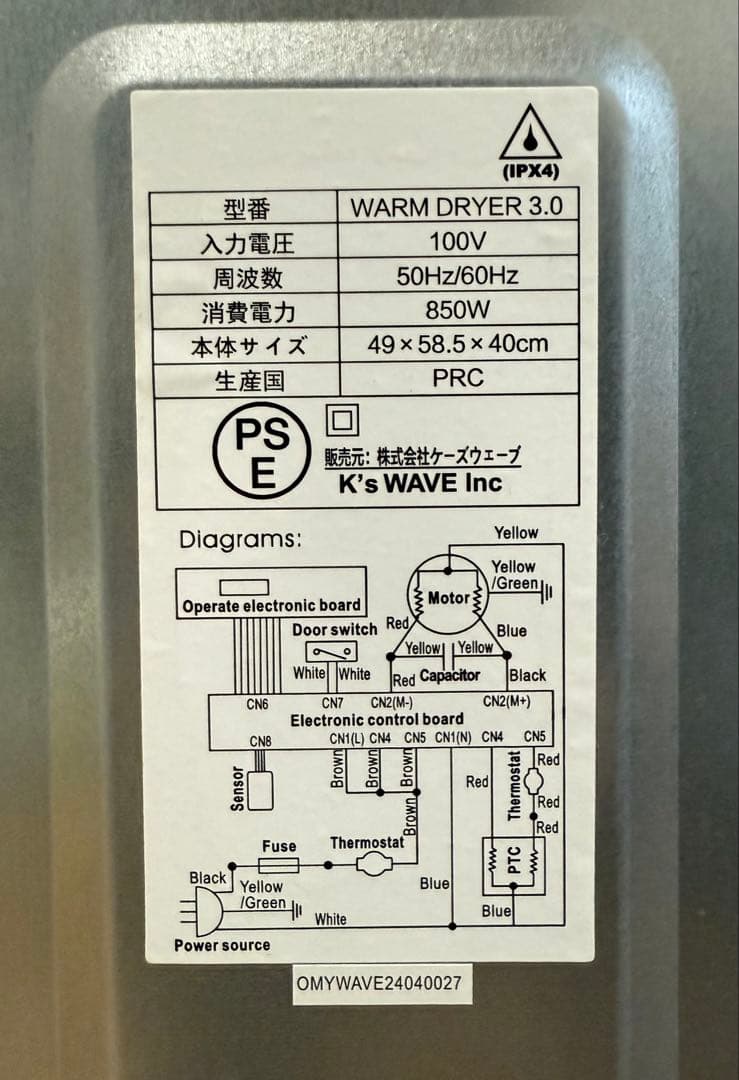 (IPX4)
型番 WARM DRYER 3.0
入力電圧 100V
周波数 50Hz/60Hz
消費電力 850W
本体サイズ 49×58.5×40cm
生産国 PRC
PS
E
販売元: 株式会社ケーズウェーブ
K's WAVE Inc
Diagrams:
Yellow
Operate electronic board
Motor
Yellow
/Green
Door switch
Red
Blue
White White
Yellow Yellow
Red Capacitor Black
CN6 CN7 CN2(M-) CN2(M+)
Electronic control board
CN8 CN1(L) CN4 CN5 CN1(N) CN4 CN5
Sensor
Brown Brown Brown
Brown
Red
Thermostat
Red
Red
Red
PTC
Fuse Thermostat
Black
Yellow
/Green
Blue
Blue
White
Power source
OMYWAVE24040027